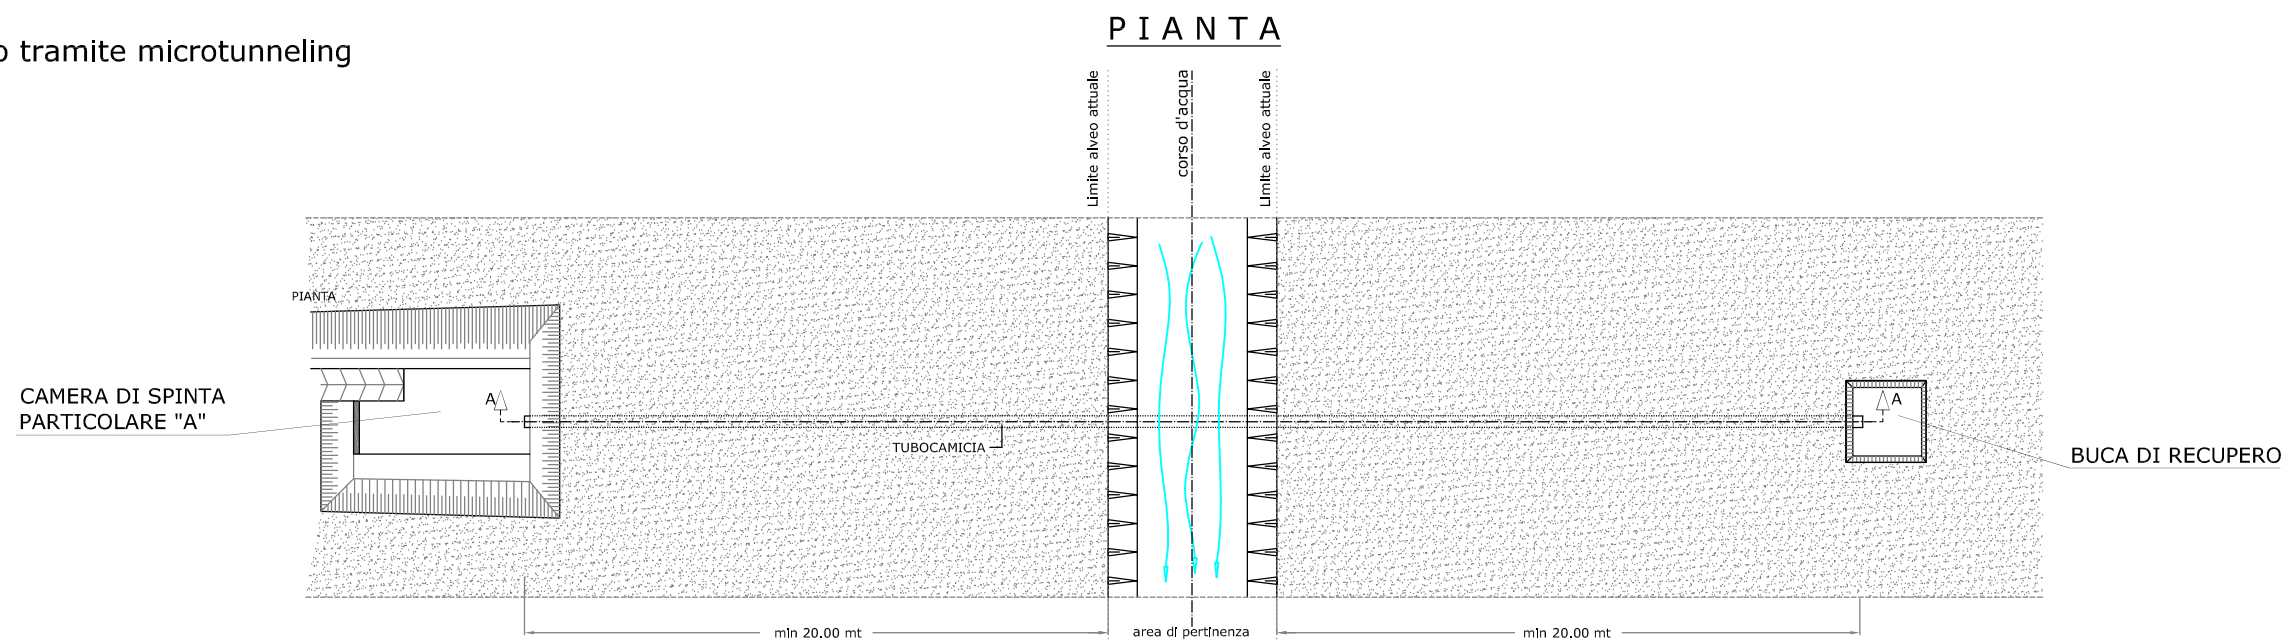 P I A N T A
o tramite microtunneling
Limite alveo attuale
corso d'acqua
Limite alveo attuale
PIANTA
CAMERA DI SPINTA
PARTICOLARE "A"
A
A
TUBOCAMICIA
BUCA DI RECUPERO
min 20.00 mt
area di pertinenza
min 20.00 mt